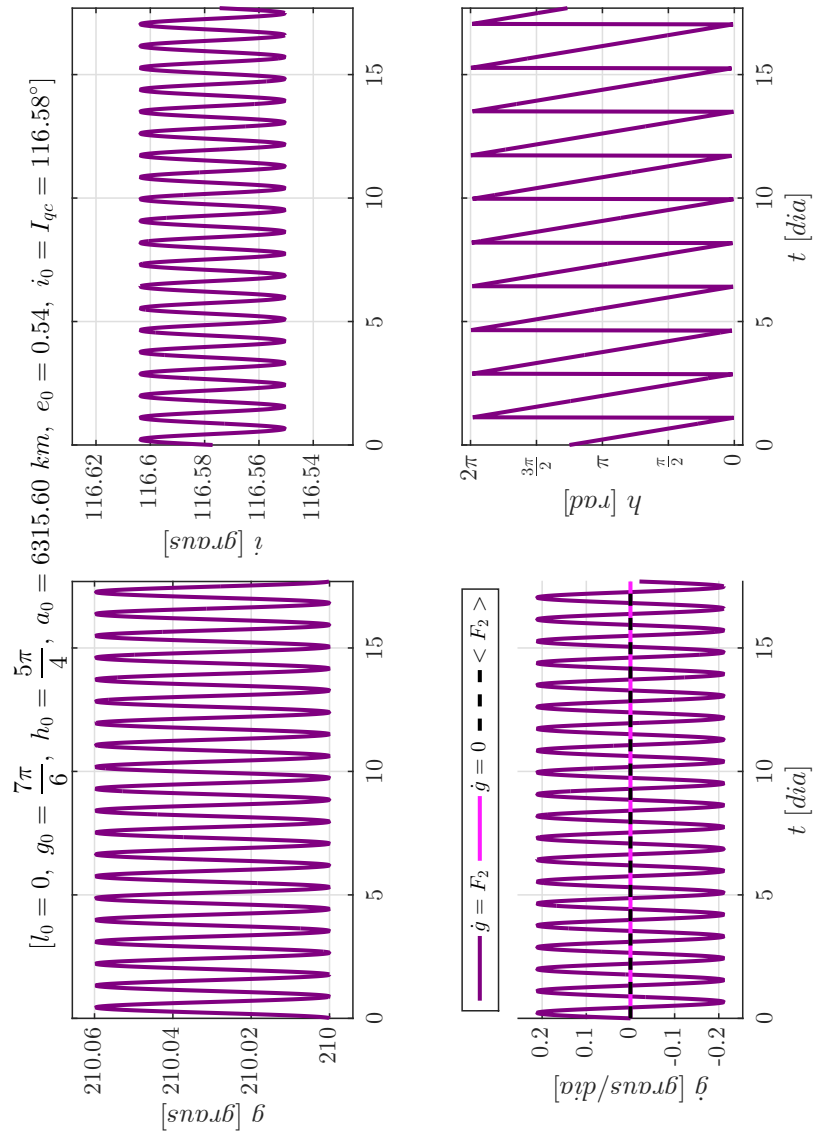 [l₀ = 0, g₀ = 7π/6, h₀ = 5π/4, a₀ = 6315.60 km, e₀ = 0.54, i₀ = I_qc = 116.58°]
g [graus]
210.06
210.04
210.02
210
0 5 10 15
i [graus]
116.62
116.6
116.58
116.56
116.54
0 5 10 15
ġ = F₂ ġ = 0 < F₂ >
ġ [graus/dia]
0.2
0.1
0
-0.1
-0.2
0 5 10 15
t [dia]
h [rad]
2π
3π/2
π
π/2
0
0 5 10 15
t [dia]